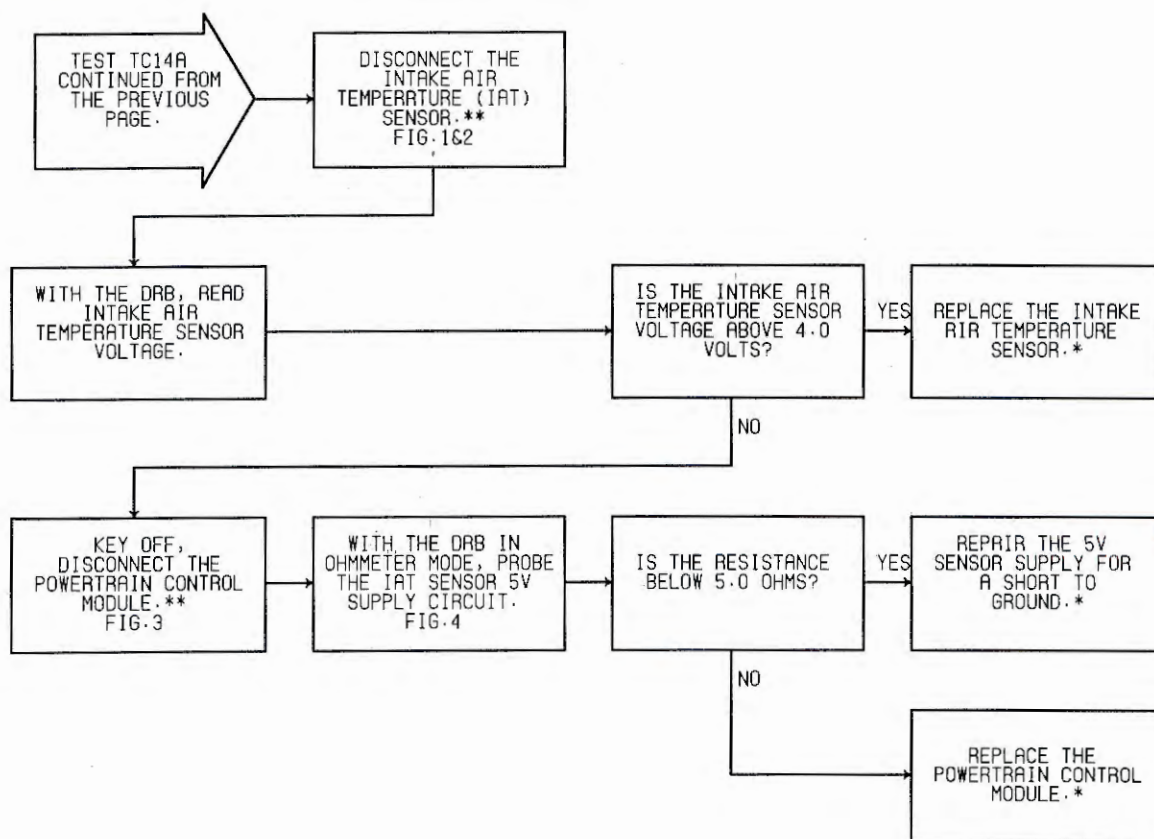 TEST TC14A
CONTINUED FROM
THE PREVIOUS
PAGE.
DISCONNECT THE
INTAKE AIR
TEMPERATURE (IAT)
SENSOR.**
FIG.1&2
WITH THE DRB, READ
INTAKE AIR
TEMPERATURE SENSOR
VOLTAGE.
IS THE INTAKE AIR
TEMPERATURE SENSOR
VOLTAGE ABOVE 4.0
VOLTS?
YES
REPLACE THE INTAKE
AIR TEMPERATURE
SENSOR.*
NO
KEY OFF,
DISCONNECT THE
POWERTRAIN CONTROL
MODULE.**
FIG.3
WITH THE DRB IN
OHMMETER MODE, PROBE
THE IAT SENSOR 5V
SUPPLY CIRCUIT.
FIG.4
IS THE RESISTANCE
BELOW 5.0 OHMS?
YES
REPAIR THE 5V
SENSOR SUPPLY FOR
A SHORT TO
GROUND.*
NO
REPLACE THE
POWERTRAIN CONTROL
MODULE.*